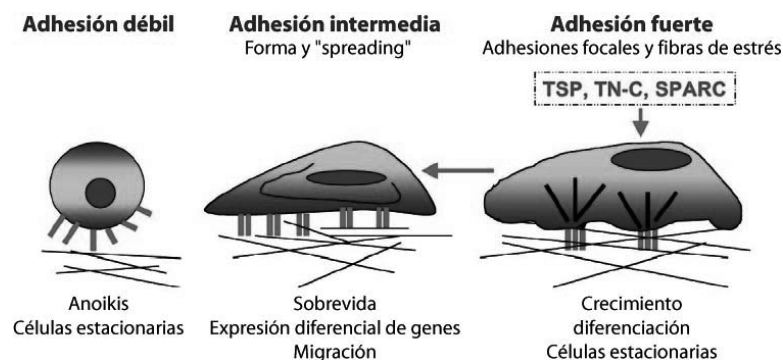 Adhesión débil
Adhesión intermedia
Forma y "spreading"
Adhesión fuerte
Adhesiones focales y fibras de estrés
TSP, TN-C, SPARC
Anoikis
Células estacionarias
Sobrevida
Expresión diferencial de genes
Migración
Crecimiento
diferenciación
Células estacionarias